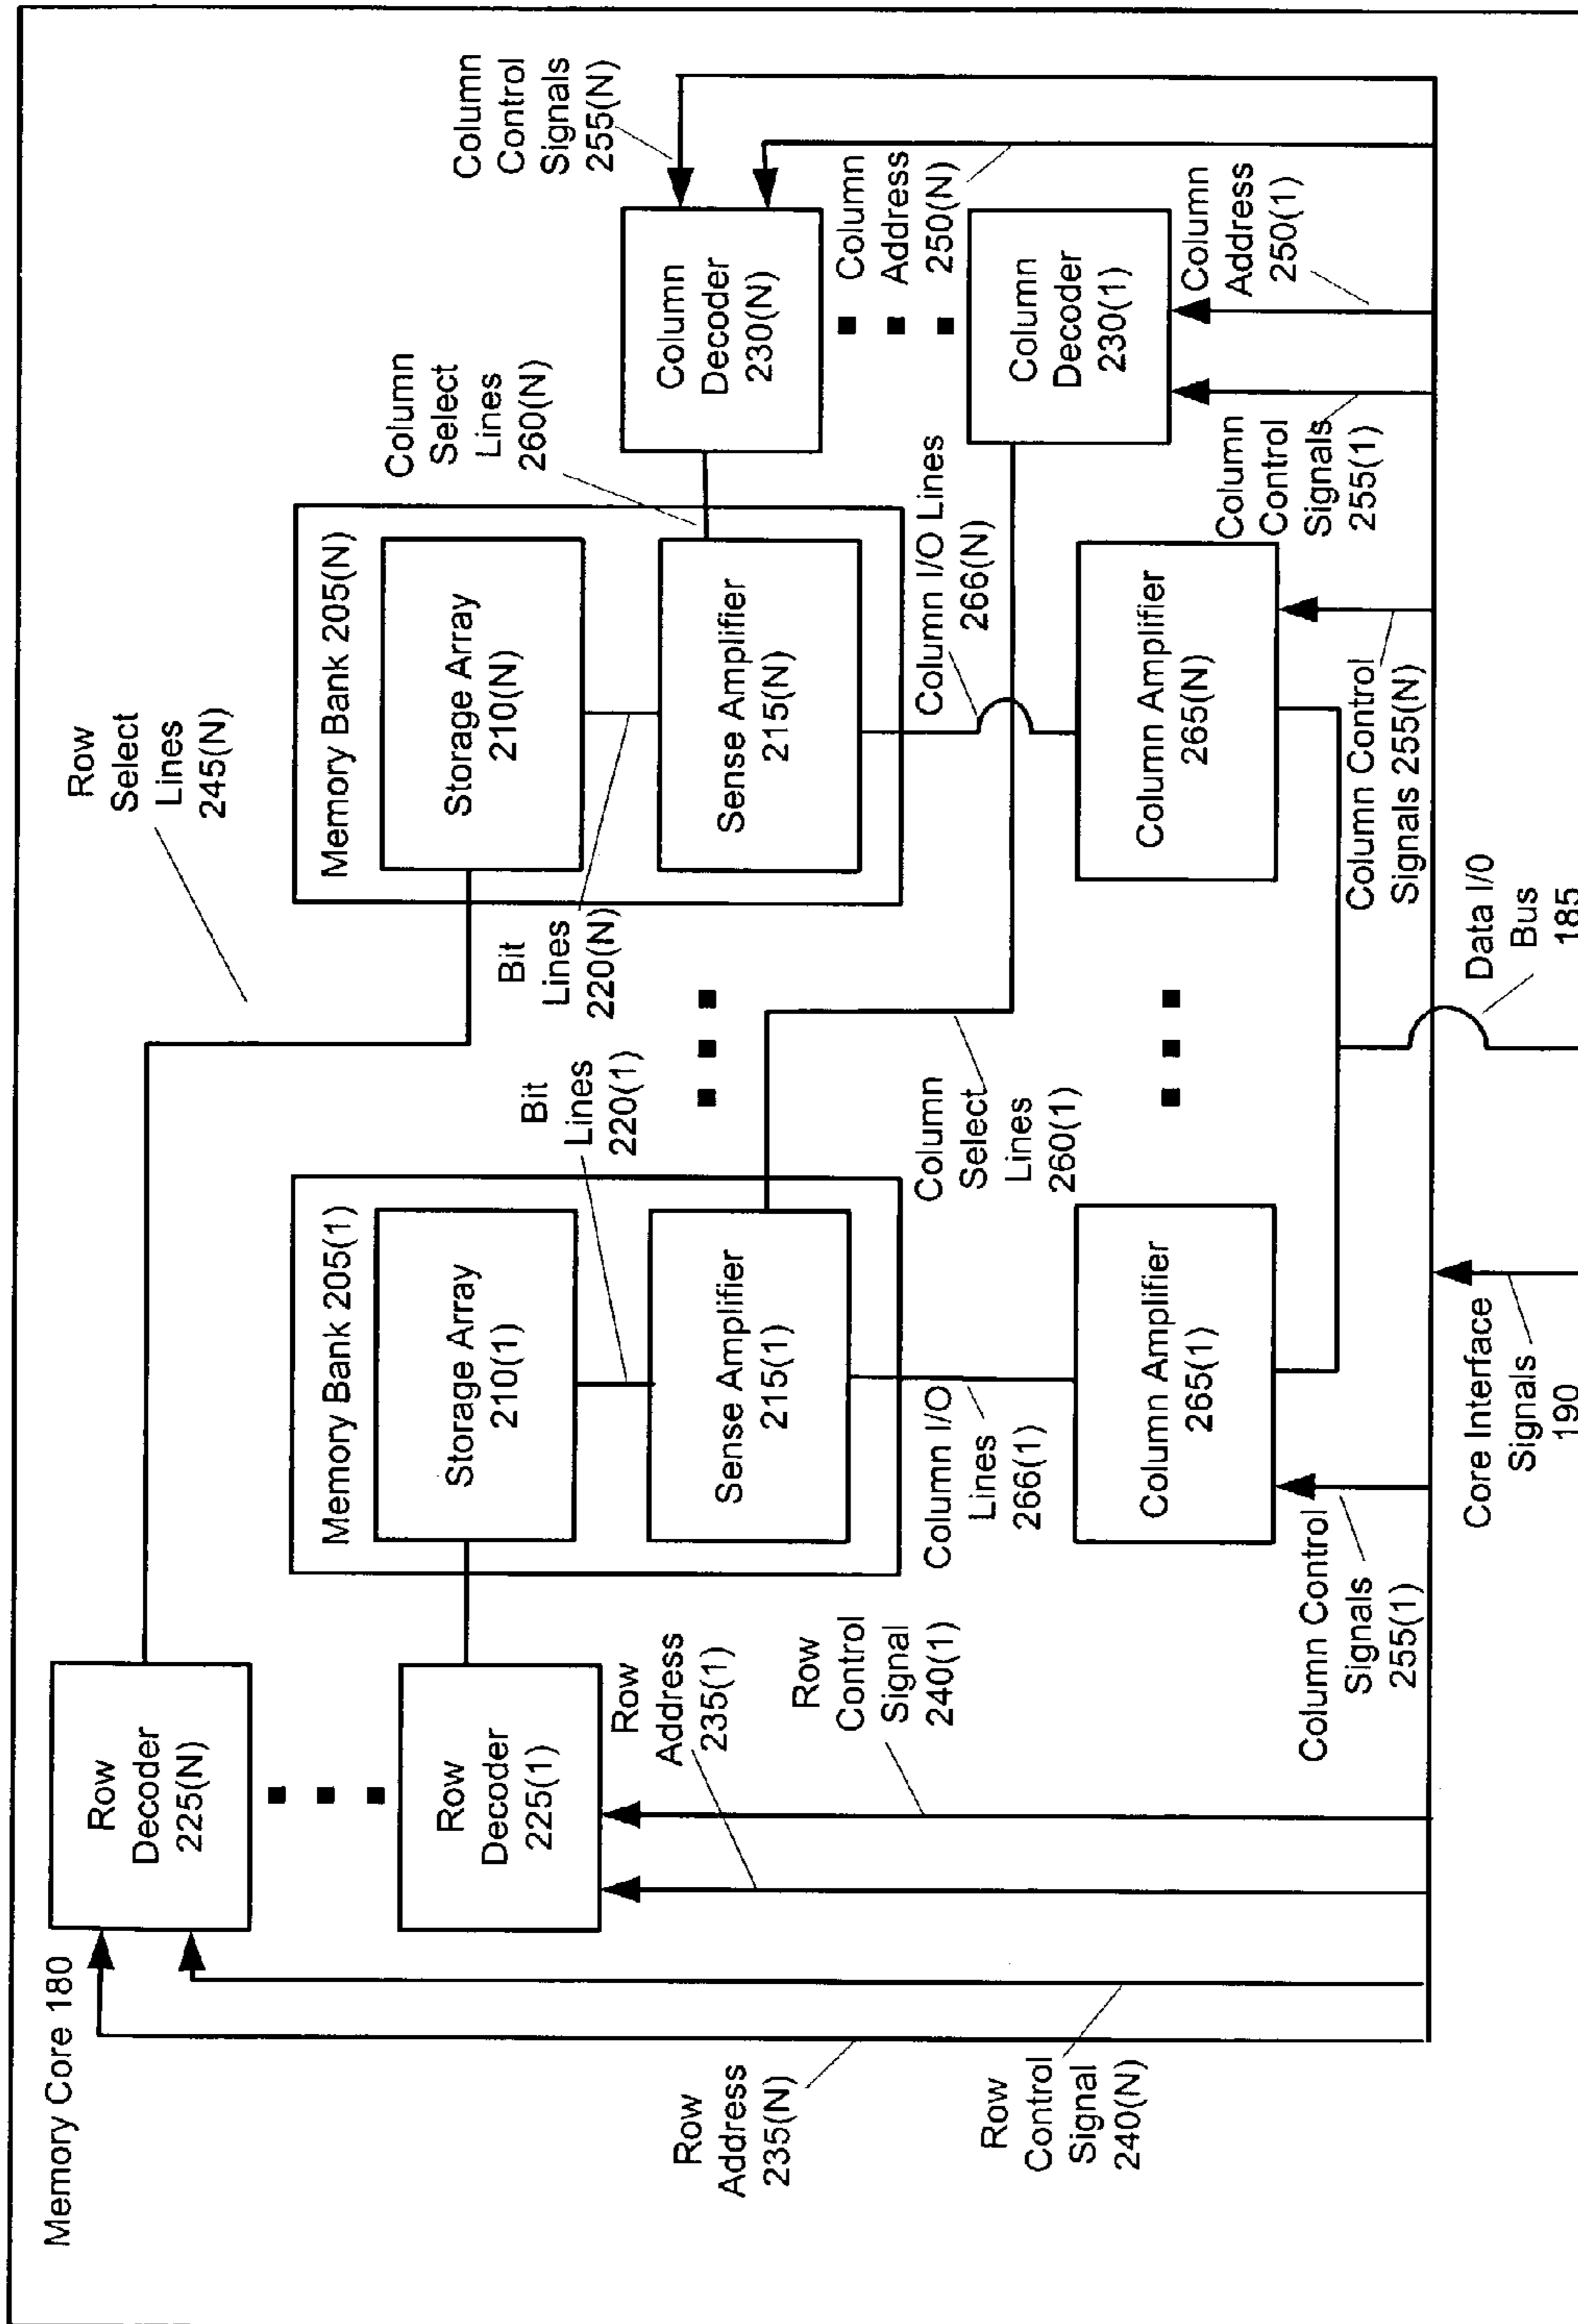 Memory Core 180
Row
Decoder
225(N)
Row
Decoder
225(1)
Row
Address
235(N)
Row
Control
Signal
240(N)
Row
Address
235(1)
Row
Control
Signal
240(1)
Row
Select
Lines
245(N)
Memory Bank 205(1)
Storage Array
210(1)
Sense Amplifier
215(1)
Bit
Lines
220(1)
Memory Bank 205(N)
Storage Array
210(N)
Sense Amplifier
215(N)
Bit
Lines
220(N)
Column
Select
Lines
260(N)
Column
Decoder
230(N)
Column
Control
Signals
255(N)
Column
Address
250(N)
Column
Decoder
230(1)
Column
Address
250(1)
Column
Control
Signals
255(1)
Column I/O
Lines
266(1)
Column
Select
Lines
260(1)
Column I/O Lines
266(N)
Column Amplifier
265(1)
Column Amplifier
265(N)
Column Control
Signals
255(1)
Column Control
Signals 255(N)
Core Interface
Signals
190
Data I/0
Bus
185